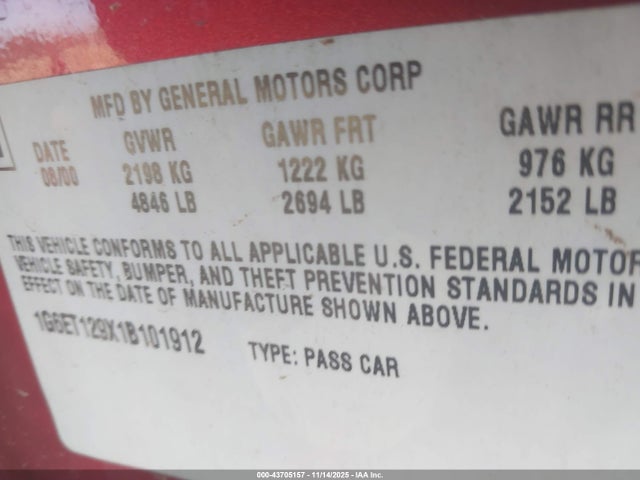 MFD BY GENERAL MOTORS CORP
DATE GVWR GAWR FRT GAWR RR
08/00 2198 KG 1222 KG 976 KG
4846 LB 2694 LB 2152 LB
THIS VEHICLE CONFORMS TO ALL APPLICABLE U.S. FEDERAL MOTOR
VEHICLE SAFETY, BUMPER, AND THEFT PREVENTION STANDARDS IN
EFFECT ON THE DATE OF MANUFACTURE SHOWN ABOVE.
1G6ET129X1B101912 TYPE: PASS CAR
000-43705157 - 11/14/2025 - IAA Inc.